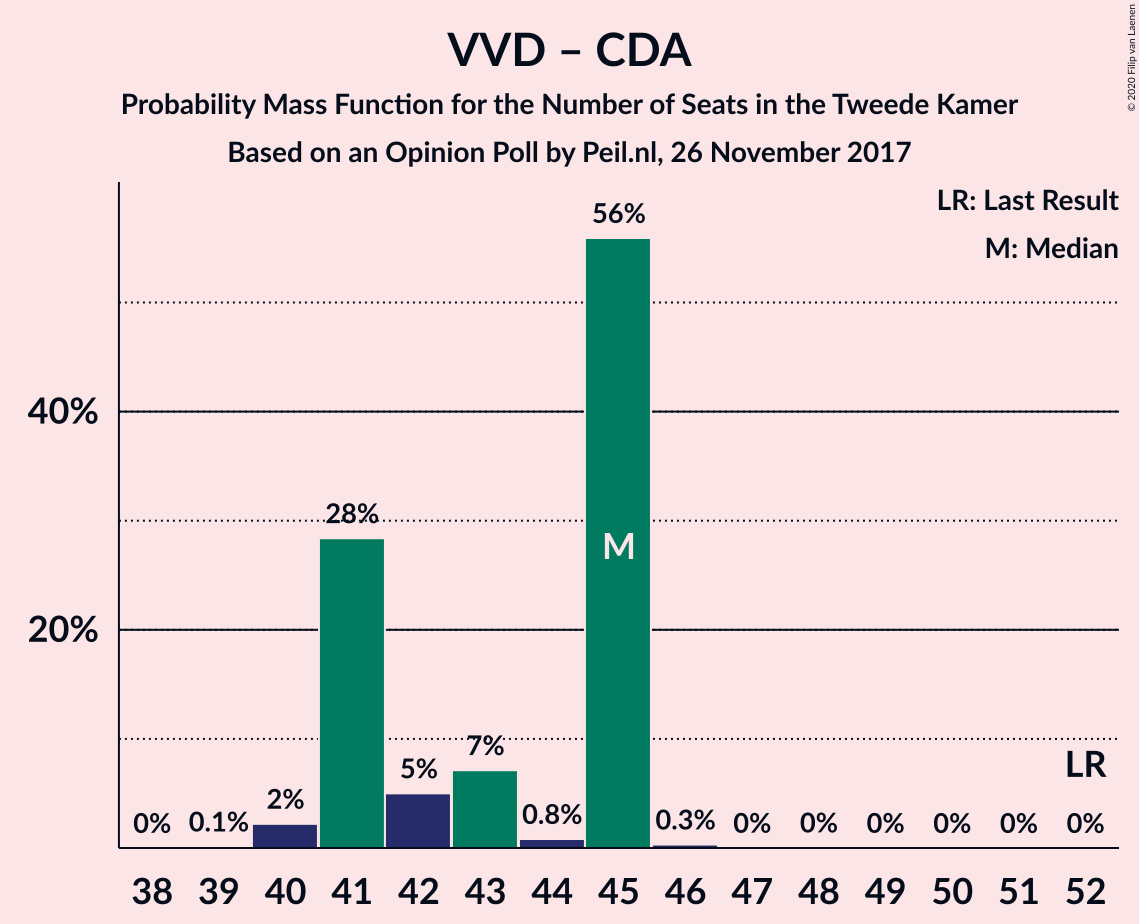 VVD – CDA
Probability Mass Function for the Number of Seats in the Tweede Kamer
Based on an Opinion Poll by Peil.nl, 26 November 2017
© 2020 Filip van Laenen
LR: Last Result
M: Median
56%
40%
28%
M
20%
7%
5%
LR
2%
0.8%
0.3%
0%
0.1%
0%
0%
0%
0%
0%
0%
38 39 40 41 42 43 44 45 46 47 48 49 50 51 52